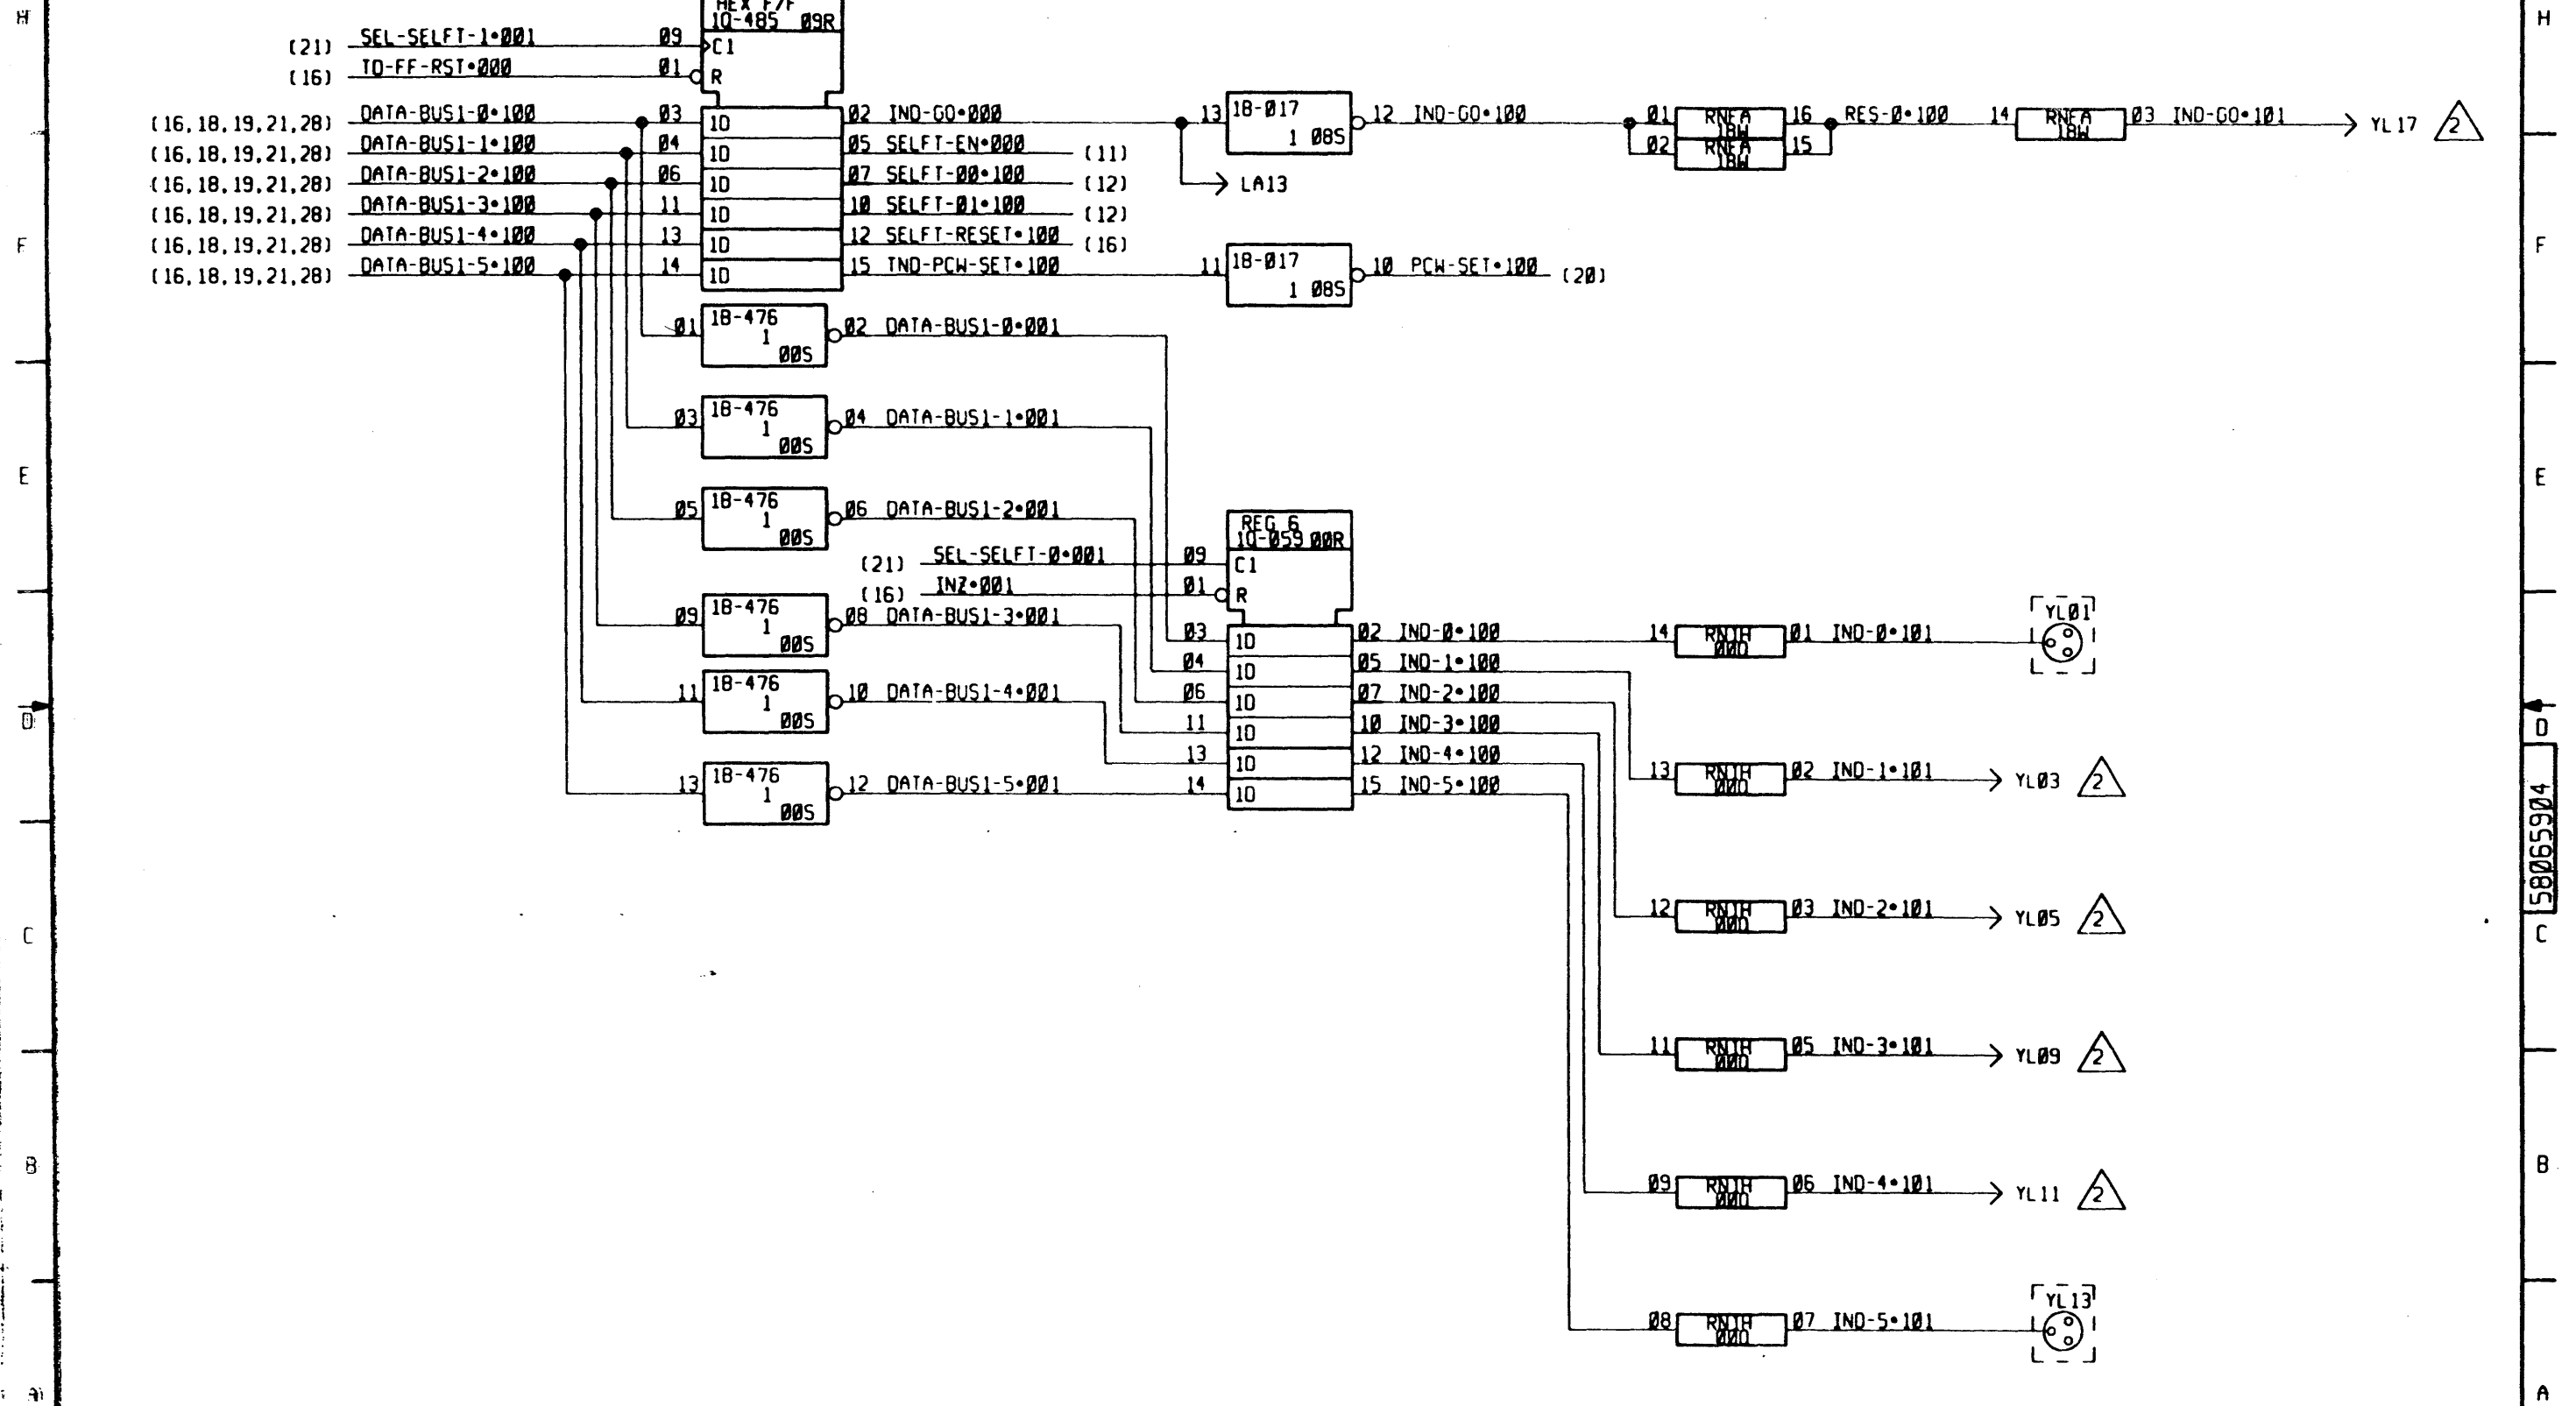 H H
HEX F/F
1Q-485 09R
(21) SEL-SELFT-1•001 09 C1
(16) TO-FF-RST•000 01 R
(16,18,19,21,28) DATA-BUS1-0•100 03 1D 02 IND-GO•000 13 1B-017 1 08S 12 IND-GO•100 01 RNEA 18W 16 RES-0•100 14 RNEA 18W 03 IND-GO•101 YL17 2
(16,18,19,21,28) DATA-BUS1-1•100 04 1D 05 SELFT-EN•000 (11) 02 RNEA 18W 15
(16,18,19,21,28) DATA-BUS1-2•100 06 1D 07 SELFT-00•100 (12) LA13
(16,18,19,21,28) DATA-BUS1-3•100 11 1D 10 SELFT-01•100 (12)
F (16,18,19,21,28) DATA-BUS1-4•100 13 1D 12 SELFT-RESET•100 (16) F
(16,18,19,21,28) DATA-BUS1-5•100 14 1D 15 IND-PCW-SET•100 11 1B-017 1 08S 10 PCW-SET•100 (20)
01 1B-476 1 00S 02 DATA-BUS1-0•001
03 1B-476 1 00S 04 DATA-BUS1-1•001
E E
05 1B-476 1 00S 06 DATA-BUS1-2•001
REG 6
1Q-059 00R
(21) SEL-SELFT-0•001 09 C1
(16) INZ•001 01 R
09 1B-476 1 00S 08 DATA-BUS1-3•001
03 1D 02 IND-0•100 14 RNJH 00Q 01 IND-0•101 YL01
04 1D 05 IND-1•100
11 1B-476 1 00S 10 DATA-BUS1-4•001 06 1D 07 IND-2•100
D 11 1D 10 IND-3•100 D
13 1D 12 IND-4•100 13 RNJH 00Q 02 IND-1•101 YL03 2
13 1B-476 1 00S 12 DATA-BUS1-5•001 14 1D 15 IND-5•100
58065904
12 RNJH 00Q 03 IND-2•101 YL05 2
C C
11 RNJH 00Q 05 IND-3•101 YL09 2
B B
09 RNJH 00Q 06 IND-4•101 YL11 2
08 RNJH 00Q 07 IND-5•101 YL13
A A